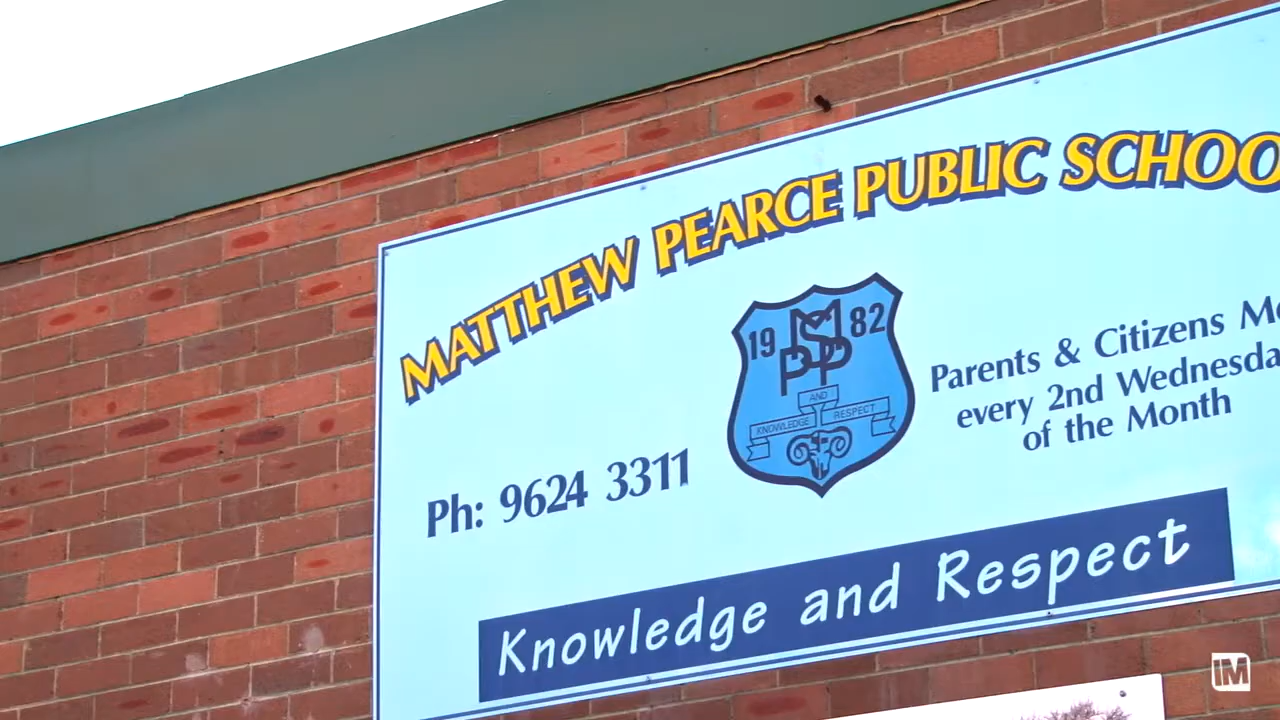 MATTHEW PEARCE PUBLIC SCHOO
19 82
MPSP
AND
KNOWLEDGE RESPECT
Parents & Citizens Me
every 2nd Wednesda
of the Month
Ph: 9624 3311
Knowledge and Respect
IM